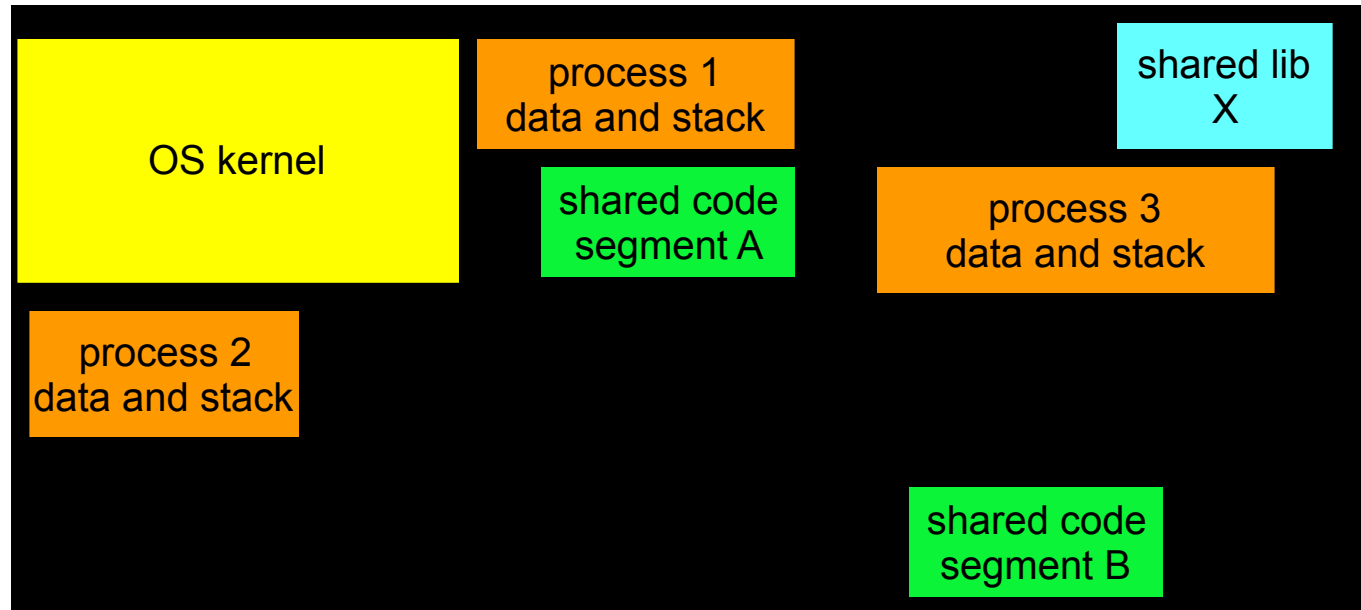 OS kernel
process 1
data and stack
shared lib
X
shared code
segment A
process 3
data and stack
process 2
data and stack
shared code
segment B